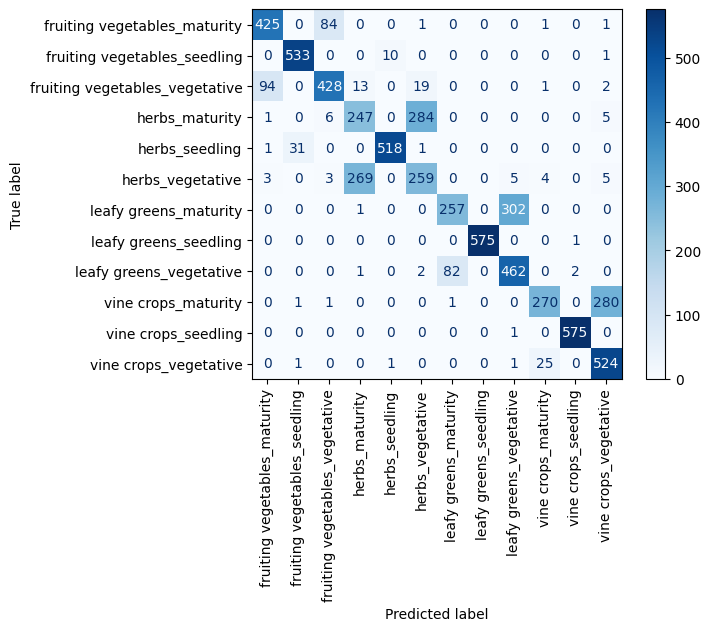 fruiting vegetables_maturity 425 0 84 0 0 1 0 0 0 1 0 1
fruiting vegetables_seedling 0 533 0 0 10 0 0 0 0 0 0 1
fruiting vegetables_vegetative 94 0 428 13 0 19 0 0 0 1 0 2
herbs_maturity 1 0 6 247 0 284 0 0 0 0 0 5
herbs_seedling 1 31 0 0 518 1 0 0 0 0 0 0
herbs_vegetative 3 0 3 269 0 259 0 0 5 4 0 5
leafy greens_maturity 0 0 0 1 0 0 257 0 302 0 0 0
leafy greens_seedling 0 0 0 0 0 0 0 575 0 0 1 0
leafy greens_vegetative 0 0 0 1 0 2 82 0 462 0 2 0
vine crops_maturity 0 1 1 0 0 0 1 0 0 270 0 280
vine crops_seedling 0 0 0 0 0 0 0 0 1 0 575 0
vine crops_vegetative 0 1 0 0 1 0 0 0 1 25 0 524
True label
fruiting vegetables_maturity
fruiting vegetables_seedling
fruiting vegetables_vegetative
herbs_maturity
herbs_seedling
herbs_vegetative
leafy greens_maturity
leafy greens_seedling
leafy greens_vegetative
vine crops_maturity
vine crops_seedling
vine crops_vegetative
Predicted label
500
400
300
200
100
0